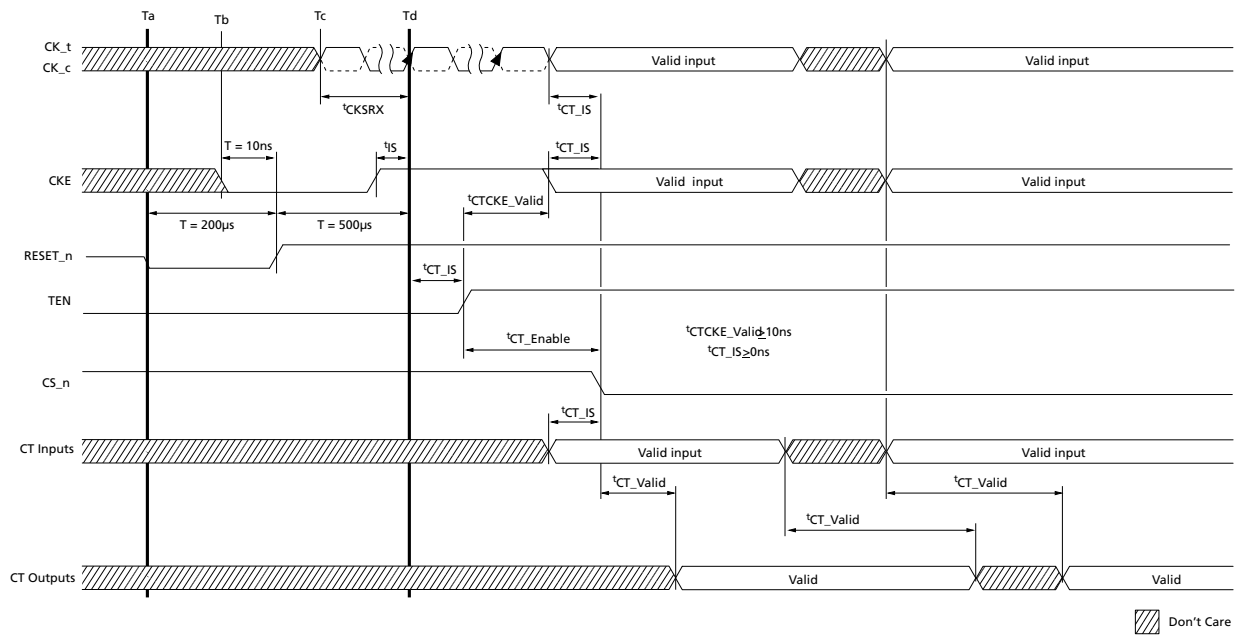 Ta Tb Tc Td
CK_t
CK_c
Valid input Valid input
tCKSRX tCT_IS
T = 10ns tIS tCT_IS
CKE Valid input Valid input
tCTCKE_Valid
T = 200µs T = 500µs
RESET_n
tCT_IS
TEN
tCT_Enable tCTCKE_Valid≥10ns
tCT_IS≥0ns
CS_n
tCT_IS
CT Inputs Valid input Valid input
tCT_Valid tCT_Valid
tCT_Valid
CT Outputs Valid Valid
Don't Care